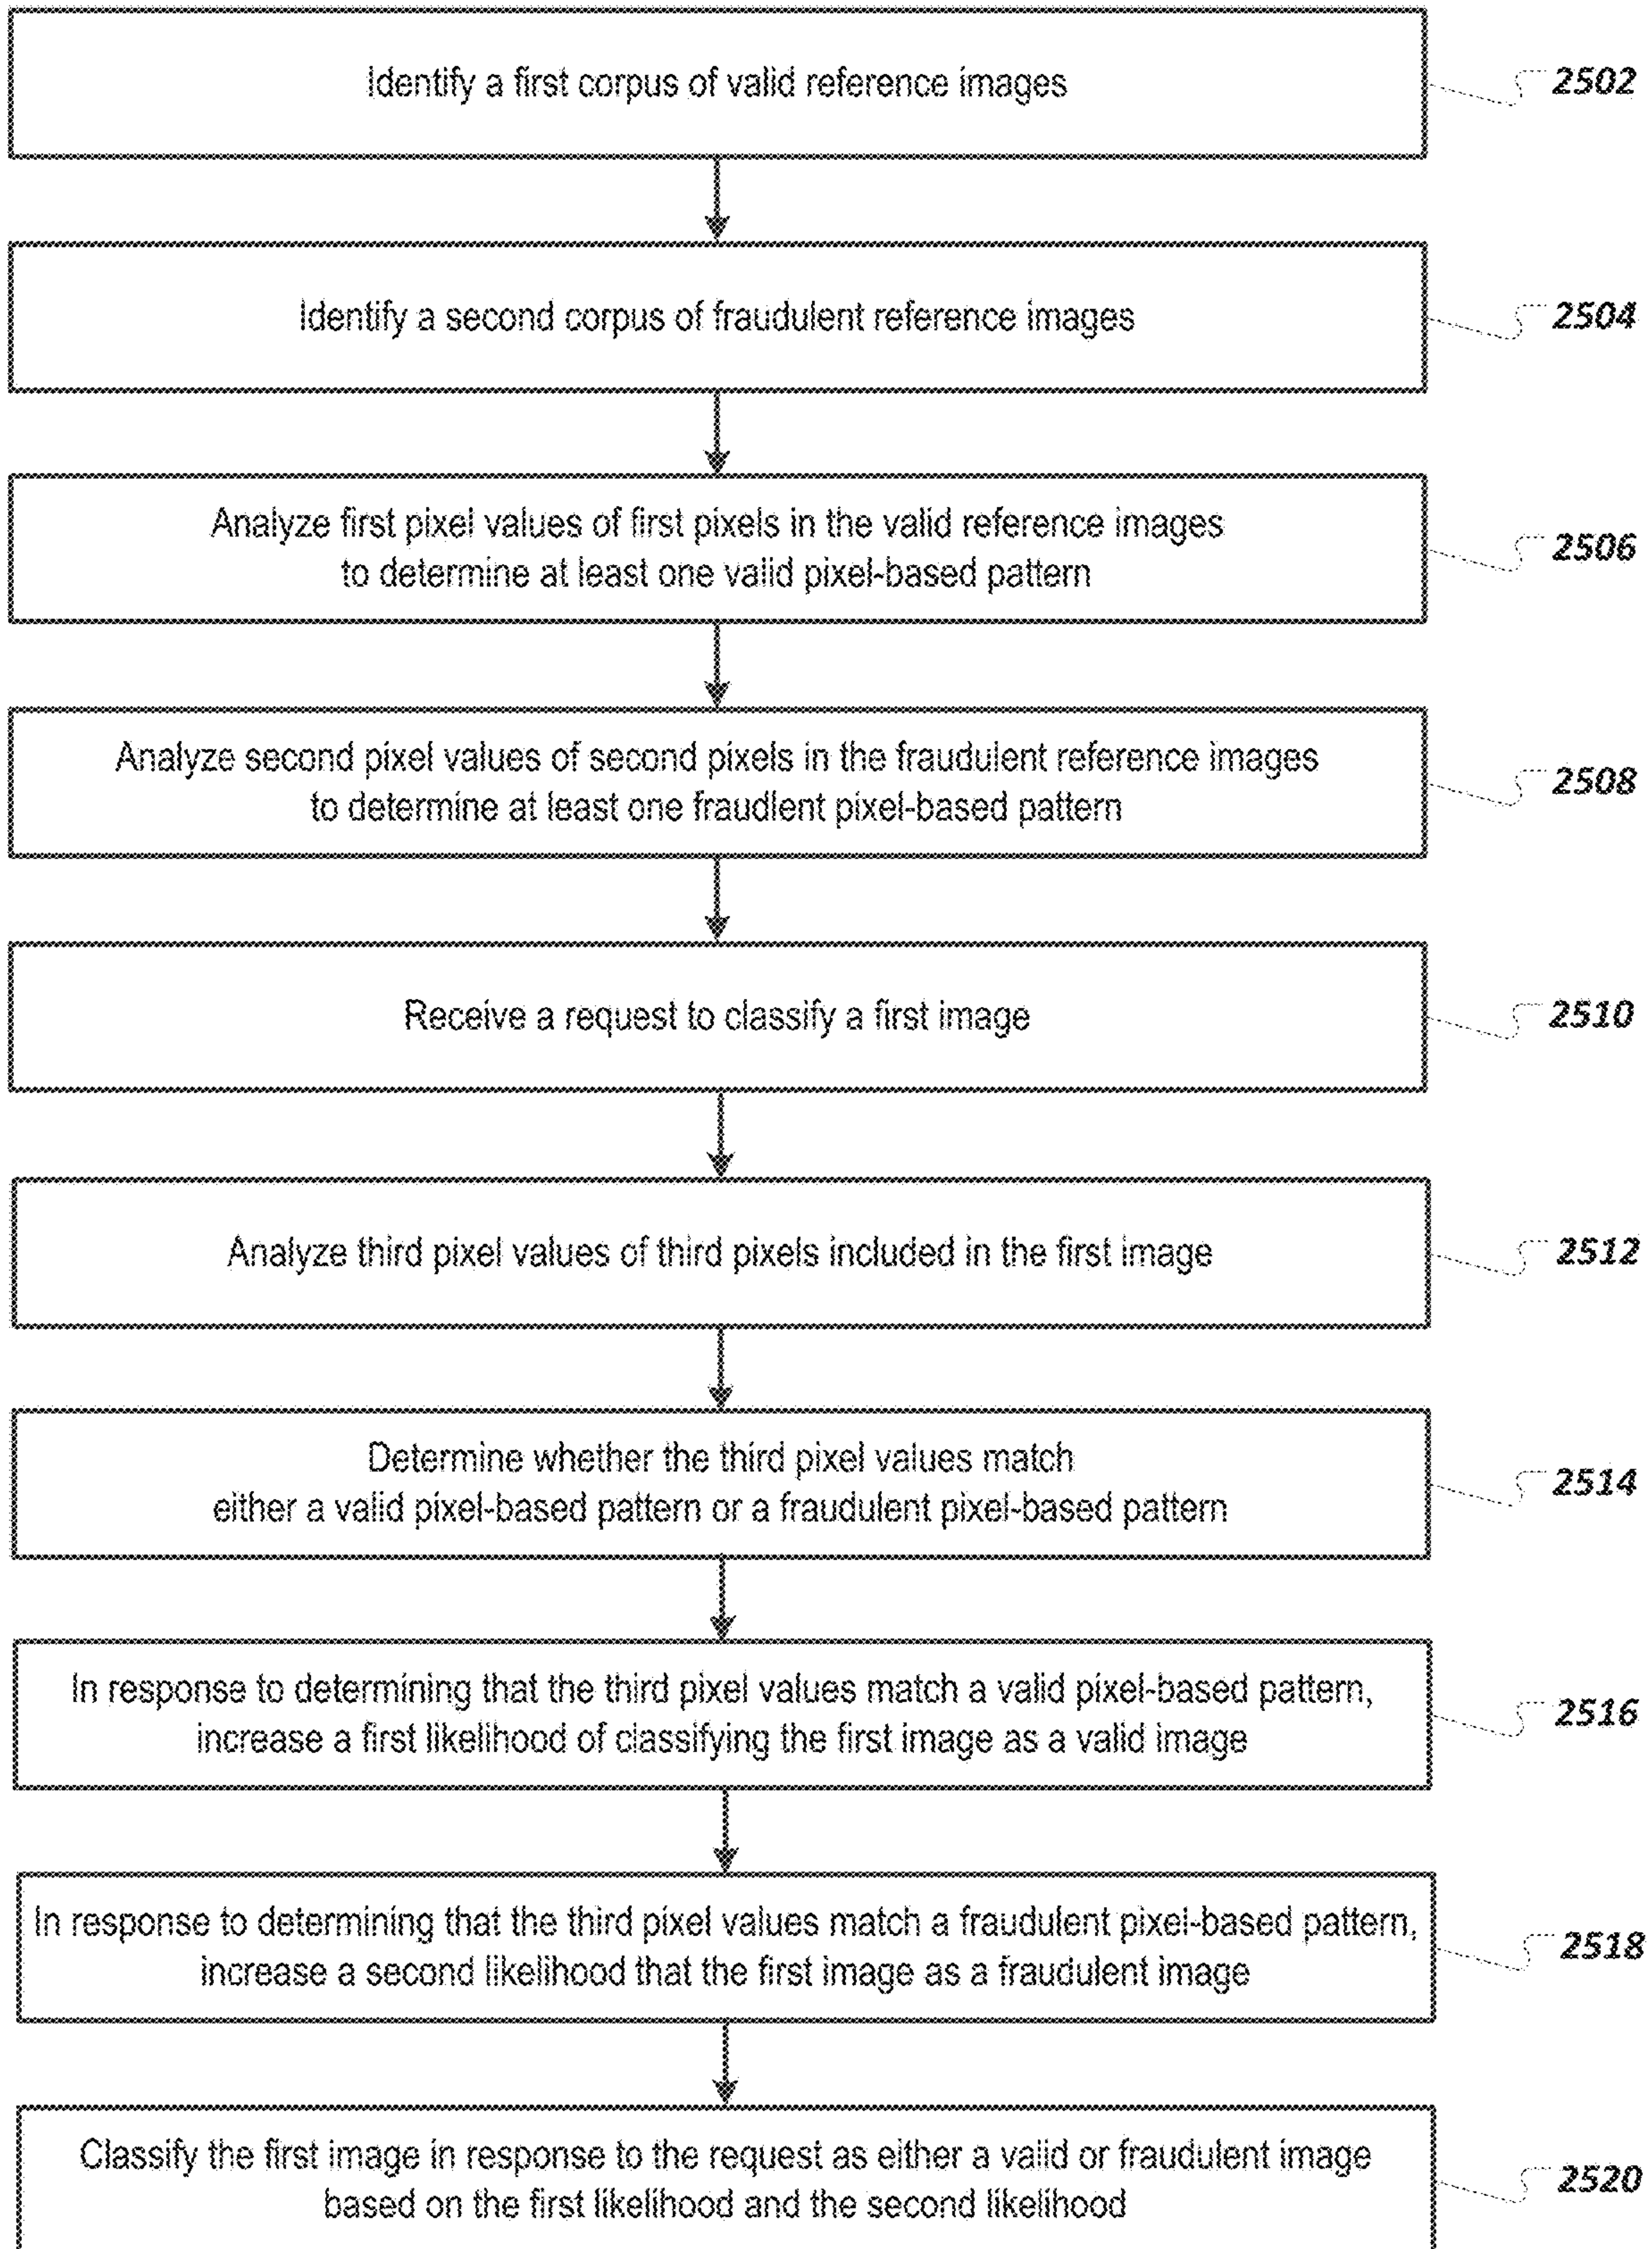 Identify a first corpus of valid reference images
2502
Identify a second corpus of fraudulent reference images
2504
Analyze first pixel values of first pixels in the valid reference images
to determine at least one valid pixel-based pattern
2506
Analyze second pixel values of second pixels in the fraudulent reference images
to determine at least one fraudlent pixel-based pattern
2508
Receive a request to classify a first image
2510
Analyze third pixel values of third pixels included in the first image
2512
Determine whether the third pixel values match
either a valid pixel-based pattern or a fraudulent pixel-based pattern
2514
In response to determining that the third pixel values match a valid pixel-based pattern,
increase a first likelihood of classifying the first image as a valid image
2516
In response to determining that the third pixel values match a fraudulent pixel-based pattern,
increase a second likelihood that the first image as a fraudulent image
2518
Classify the first image in response to the request as either a valid or fraudulent image
based on the first likelihood and the second likelihood
2520